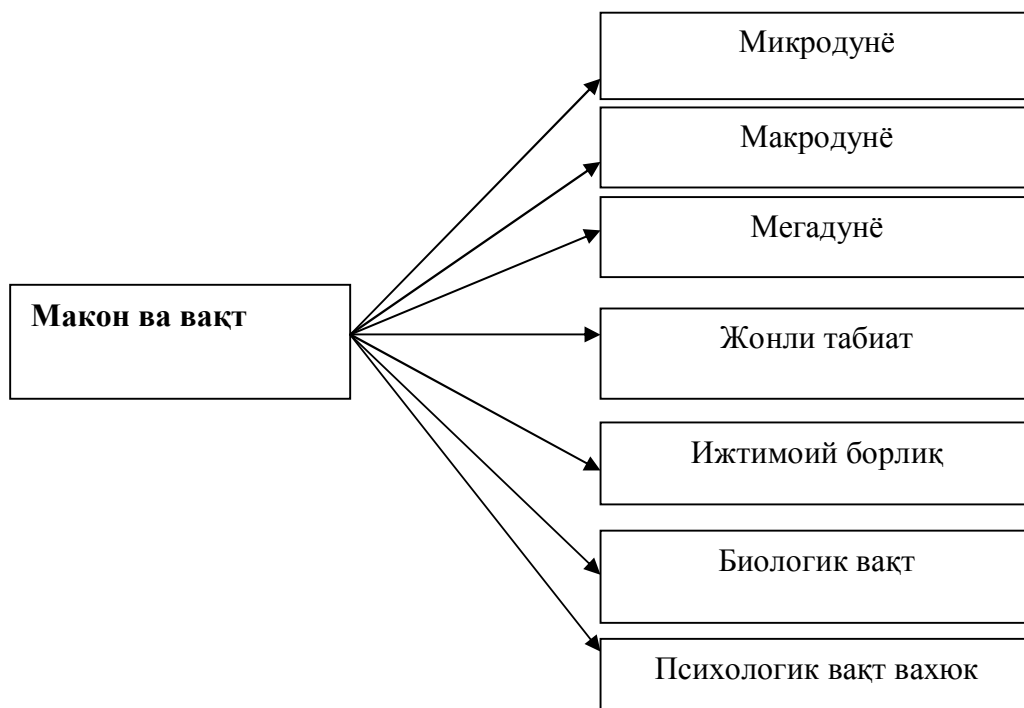 Микродунё
Макродунё
Мегадунё
Макон ва вақт
Жонли табиат
Ижтимоий борлиқ
Биологик вақт
Психологик вақт вахюк